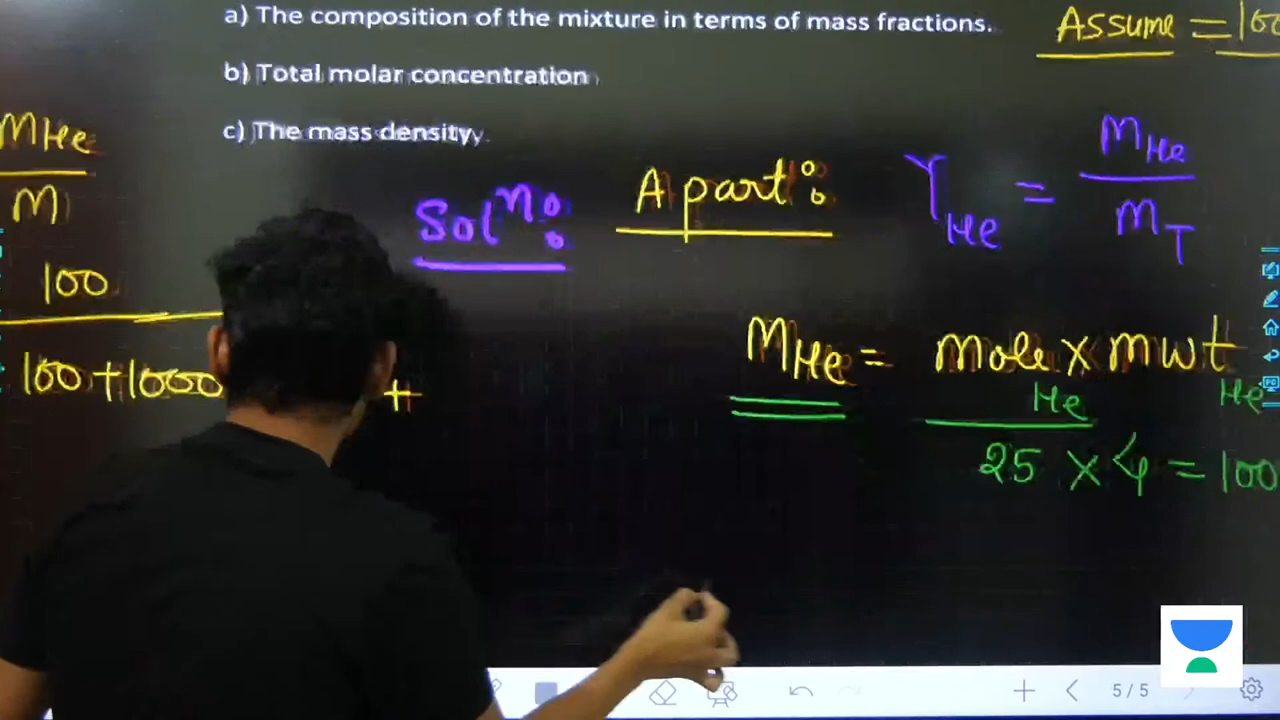 a) The composition of the mixture in terms of mass fractions.
b) Total molar concentration
c) The mass density.
Assume = 100
MHe
M
100
100 + 1000 +
Solⁿ:
A part:
YHe = MHe / MT
MHe = mole He × mwt He
25 × 4 = 100
5 / 5